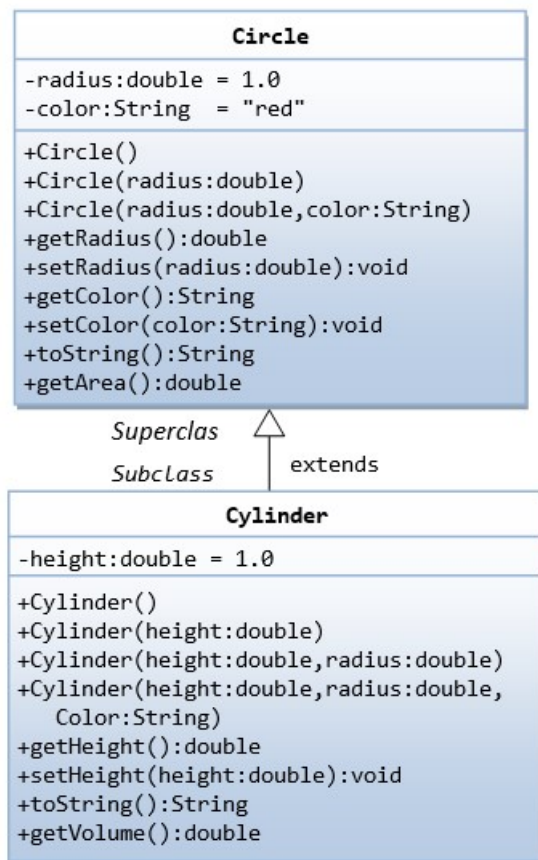 Circle
-radius:double = 1.0
-color:String  = "red"
+Circle()
+Circle(radius:double)
+Circle(radius:double,color:String)
+getRadius():double
+setRadius(radius:double):void
+getColor():String
+setColor(color:String):void
+toString():String
+getArea():double
Superclas
Subclass
extends
Cylinder
-height:double = 1.0
+Cylinder()
+Cylinder(height:double)
+Cylinder(height:double,radius:double)
+Cylinder(height:double,radius:double,
Color:String)
+getHeight():double
+setHeight(height:double):void
+toString():String
+getVolume():double